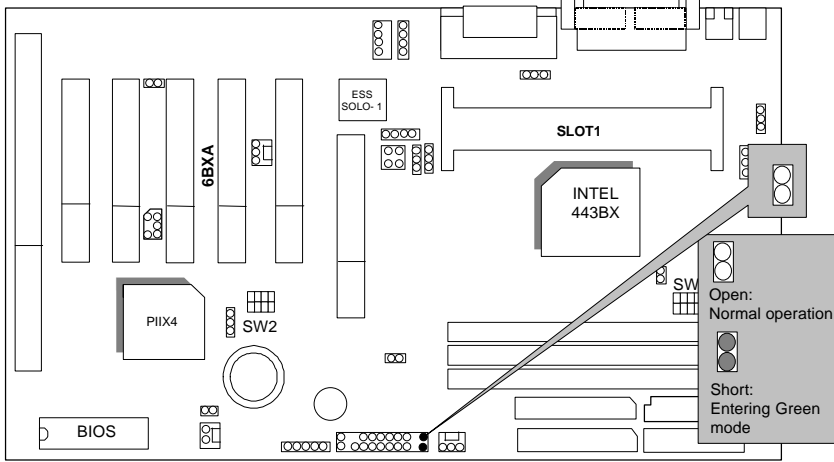 ESS
SOLO- 1
SLOT1
6BXA
INTEL
443BX
SW
Open:
Normal operation
PIIX4
SW2
Short:
Entering Green
mode
BIOS